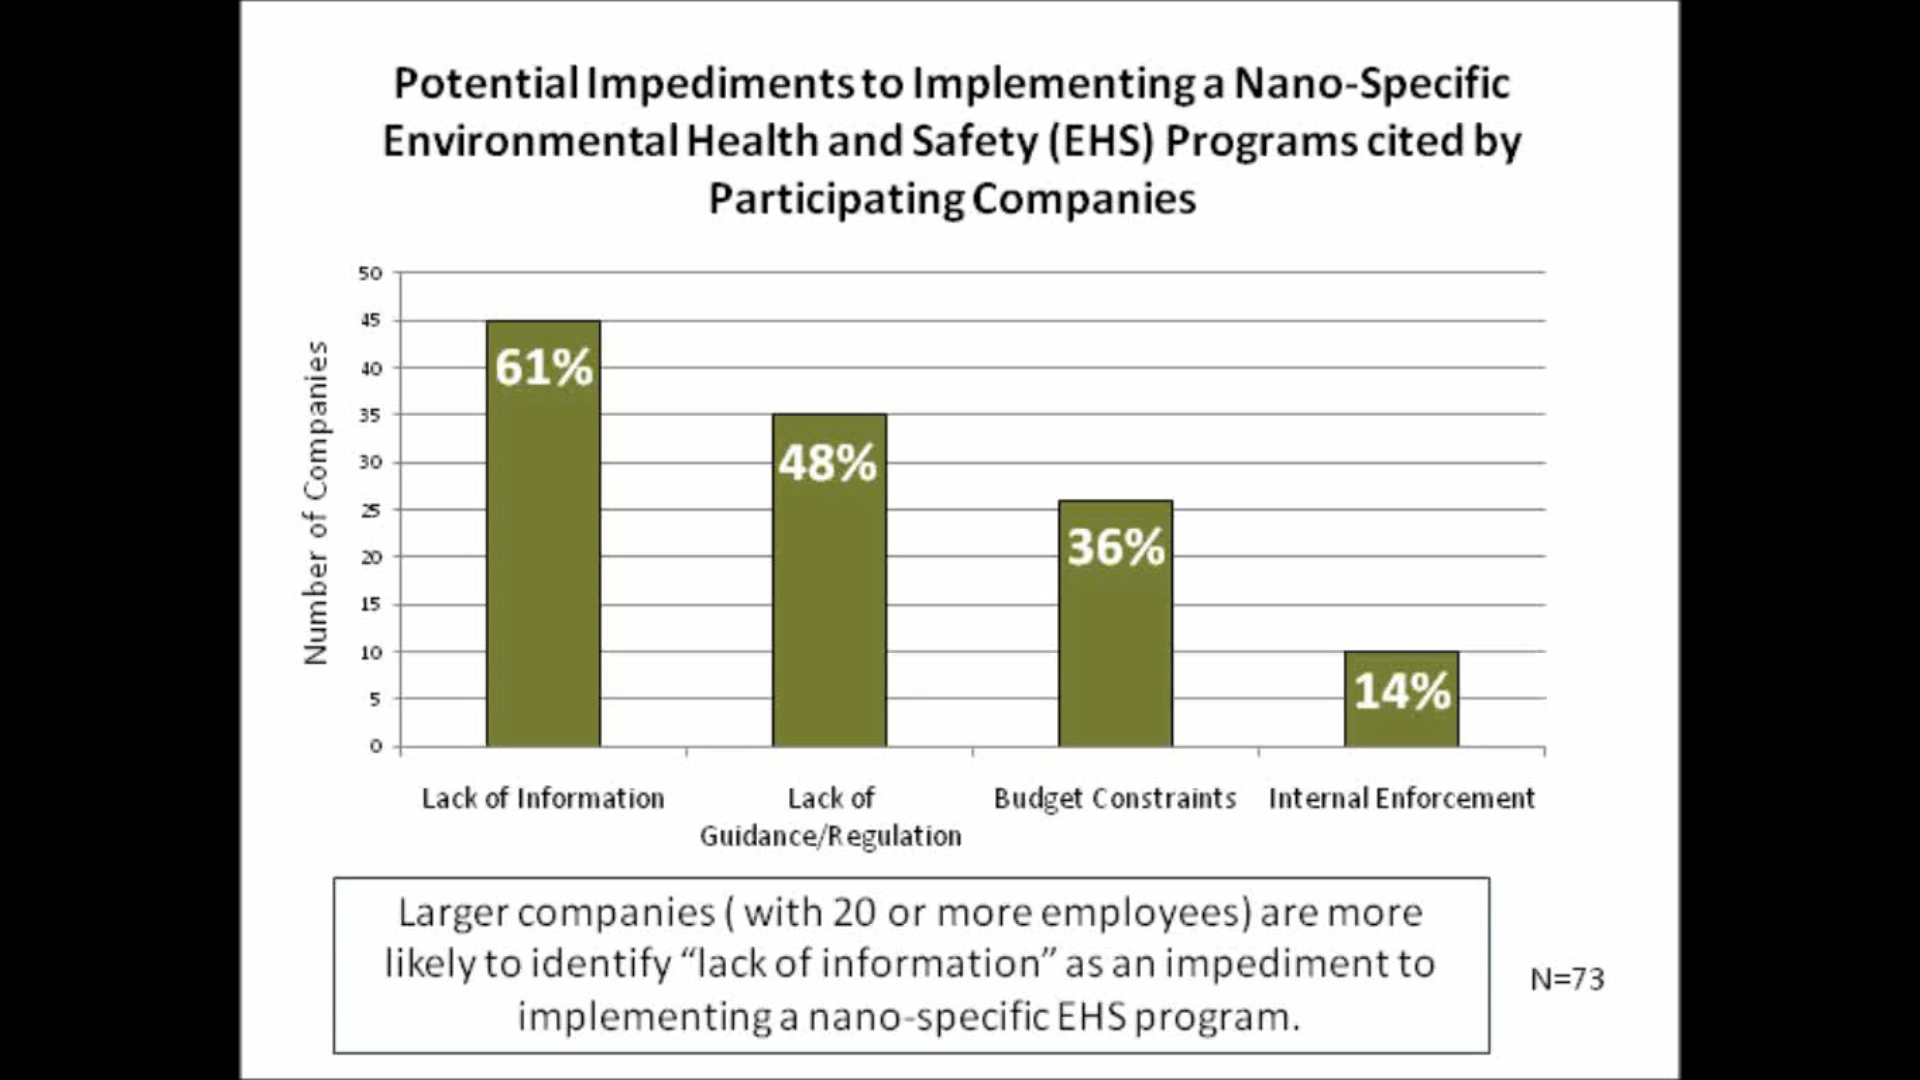 Potential Impediments to Implementing a Nano-Specific
Environmental Health and Safety (EHS) Programs cited by
Participating Companies
Number of Companies
50
45
40
35
30
25
20
15
10
5
0
61%
48%
36%
14%
Lack of Information
Lack of
Guidance/Regulation
Budget Constraints
Internal Enforcement
Larger companies ( with 20 or more employees) are more
likely to identify “lack of information” as an impediment to
implementing a nano-specific EHS program.
N=73